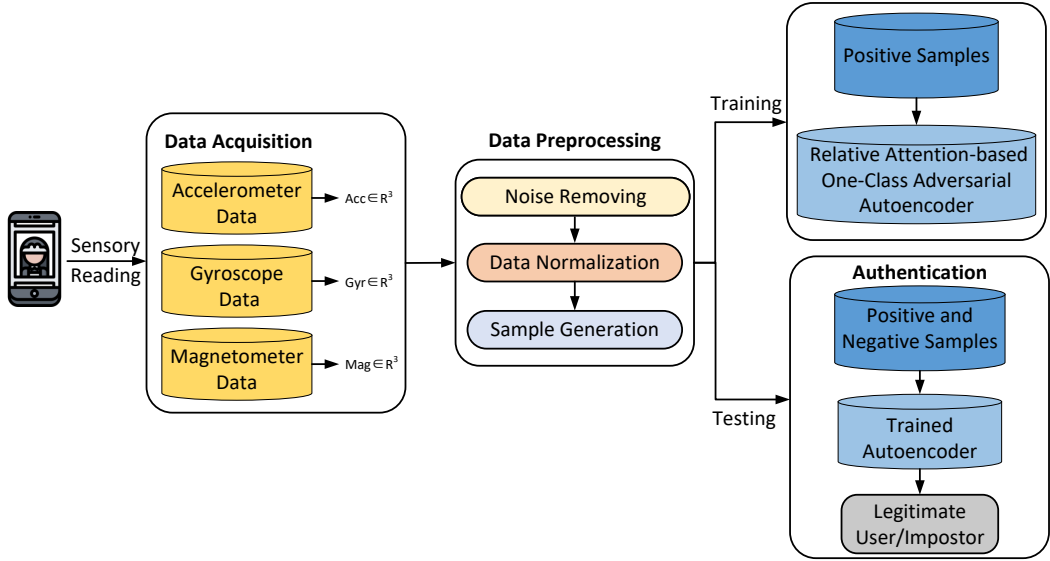 Sensory
Reading
Data Acquisition
Accelerometer
Data
Acc∈R³
Gyroscope
Data
Gyr∈R³
Magnetometer
Data
Mag∈R³
Data Preprocessing
Noise Removing
Data Normalization
Sample Generation
Training
Positive Samples
Relative Attention-based
One-Class Adversarial
Autoencoder
Testing
Authentication
Positive and
Negative Samples
Trained
Autoencoder
Legitimate
User/Impostor